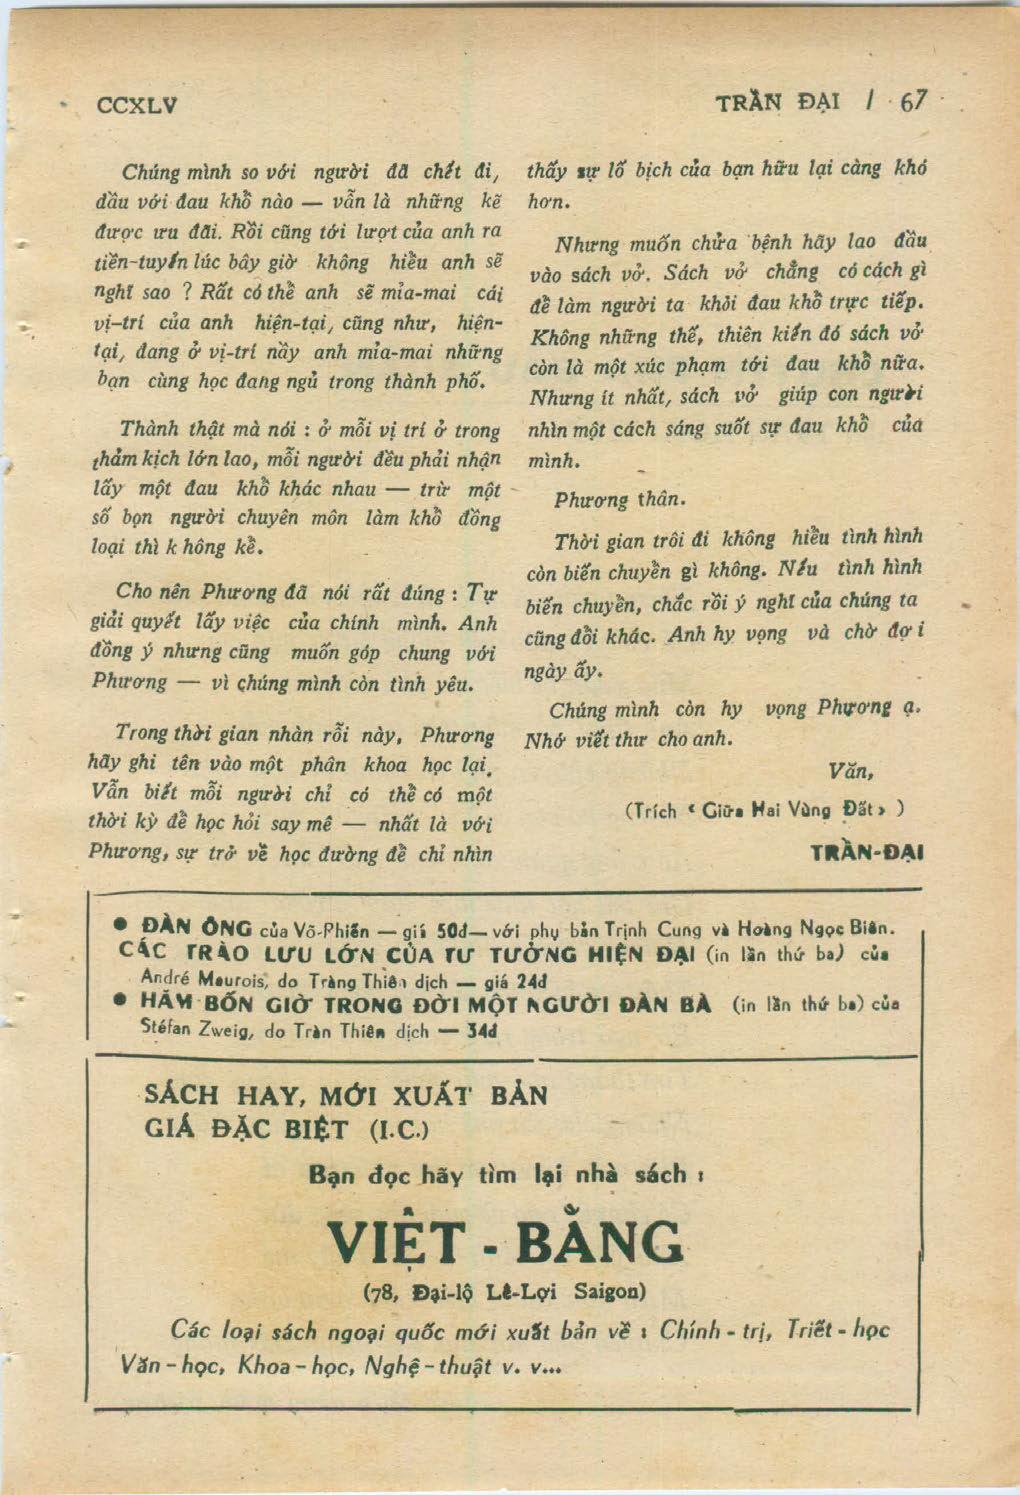 CCXLV
TRẦN ĐẠI / 67
Chúng mình so với người đã chết đi,
dầu với đau khổ nào — vẫn là những kẽ
được ưu đãi. Rồi cũng tới lượt của anh ra
tiền-tuyến lúc bây giờ không hiểu anh sẽ
nghĩ sao ? Rất có thể anh sẽ mỉa-mai cái
vị-trí của anh hiện-tại, cũng như, hiện-
tại, đang ở vị-trí nầy anh mỉa-mai những
bạn cùng học đang ngủ trong thành phố.
Thành thật mà nói : ở mỗi vị trí ở trong
thảm kịch lớn lao, mỗi người đều phải nhận
lấy một đau khổ khác nhau — trừ một
số bọn người chuyên môn làm khổ đồng
loại thì k hông kể.
Cho nên Phương đã nói rất đúng : Tự
giải quyết lấy việc của chính mình. Anh
đồng ý nhưng cũng muốn góp chung với
Phương — vì chúng mình còn tình yêu.
Trong thời gian nhàn rỗi này, Phương
hãy ghi tên vào một phân khoa học lại.
Vẫn biết mỗi người chỉ có thể có một
thời kỳ để học hỏi say mê — nhất là với
Phương, sự trở về học đường để chỉ nhìn
thấy sự lố bịch của bạn hữu lại càng khó
hơn.
Nhưng muốn chửa bệnh hãy lao đầu
vào sách vở. Sách vở chẳng có cách gì
để làm người ta khỏi đau khổ trực tiếp.
Không những thế, thiên kiến đó sách vở
còn là một xúc phạm tới đau khổ nữa.
Nhưng ít nhất, sách vở giúp con người
nhìn một cách sáng suốt sự đau khổ của
mình.
Phương thân.
Thời gian trôi đi không hiểu tình hình
còn biến chuyển gì không. Nếu tình hình
biến chuyển, chắc rồi ý nghĩ của chúng ta
cũng đổi khác. Anh hy vọng và chờ đợ i
ngày ấy.
Chúng mình còn hy vọng Phương ạ.
Nhớ viết thư cho anh.
Văn,
(Trích « Giữa Hai Vùng Đất » )
TRẦN-ĐẠI
● ĐÀN ÔNG của Võ-Phiến — giá 50đ — với phụ bản Trịnh Cung và Hoàng Ngọc Biên.
CÁC TRÀO LƯU LỚN CỦA TƯ TƯỞNG HIỆN ĐẠI (in lần thứ ba) của
André Maurois, do Tràng Thiên dịch — giá 24đ
● HĂM BỐN GIỜ TRONG ĐỜI MỘT NGƯỜI ĐÀN BÀ (in lần thứ ba) của
Stéfan Zweig, do Tràn Thiên dịch — 34đ
SÁCH HAY, MỚI XUẤT BẢN
GIÁ ĐẶC BIỆT (I.C.)
Bạn đọc hãy tìm lại nhà sách :
VIỆT - BẰNG
(78, Đại-lộ Lê-Lợi Saigon)
Các loại sách ngoại quốc mới xuất bản về : Chính - trị, Triết - học
Văn - học, Khoa - học, Nghệ - thuật v. v...